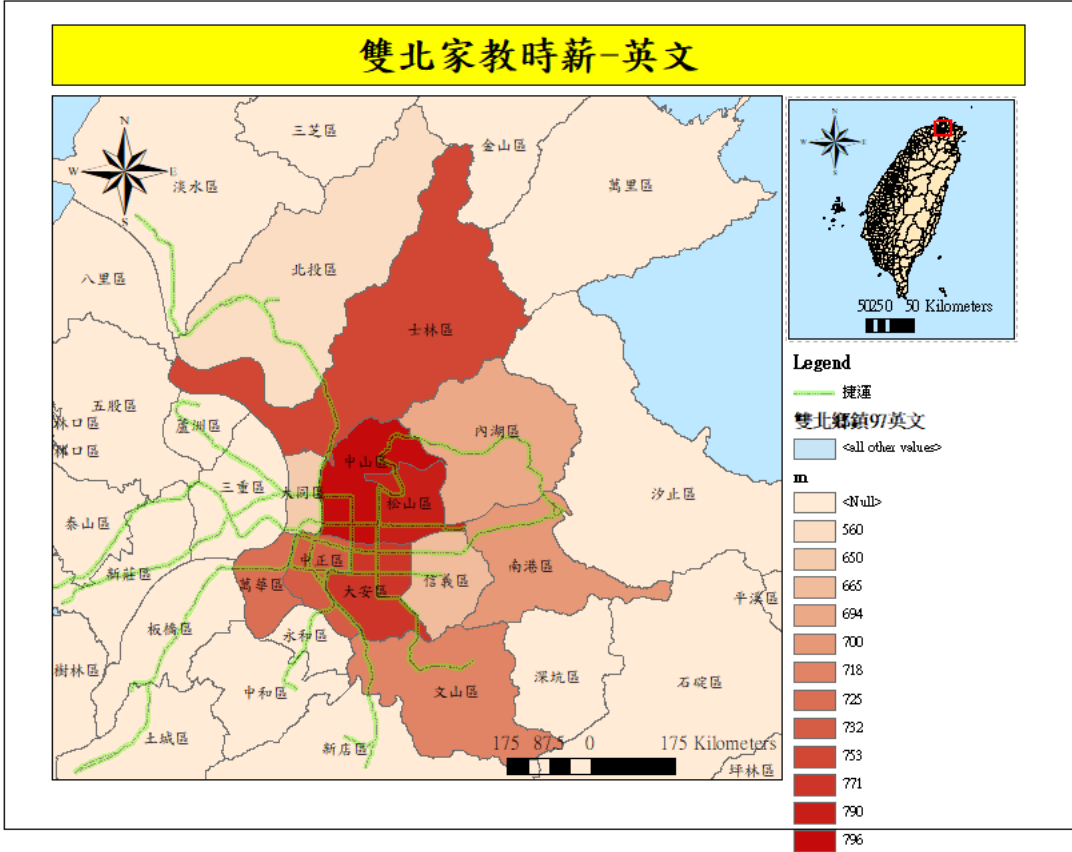 雙北家教時薪-英文
N
W
E
S
三芝區
金山區
淡水區
萬里區
八里區
北投區
士林區
五股區
林口區
蘆洲區
林口區
內湖區
中山區
三重區
大同區
松山區
汐止區
泰山區
新莊區
中正區
信義區
南港區
萬華區
大安區
平溪區
板橋區
永和區
樹林區
中和區
文山區
深坑區
石碇區
土城區
新店區
坪林區
175 87.5 0 175 Kilometers
N
W
E
S
50250 50 Kilometers
Legend
捷運
雙北鄉鎮97英文
<all other values>
m
<Null>
560
650
665
694
700
718
725
732
753
771
790
796